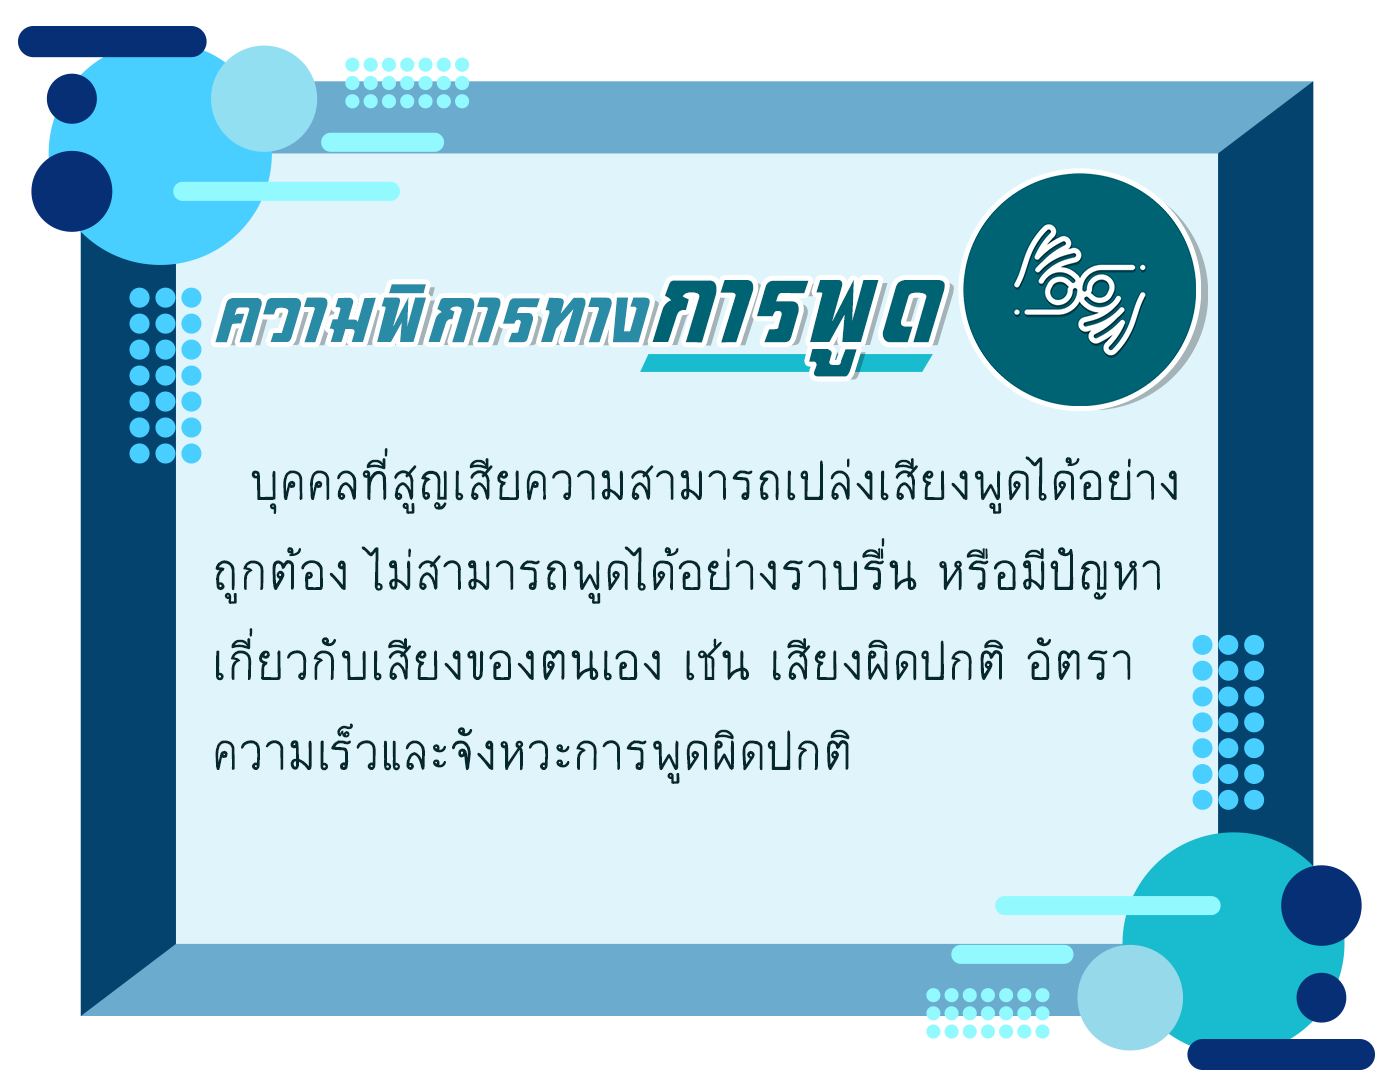 ความพิการทางการพูด
บุคคลที่สูญเสียความสามารถเปล่งเสียงพูดได้อย่าง
ถูกต้อง ไม่สามารถพูดได้อย่างราบรื่น หรือมีปัญหา
เกี่ยวกับเสียงของตนเอง เช่น เสียงผิดปกติ อัตรา
ความเร็วและจังหวะการพูดผิดปกติ